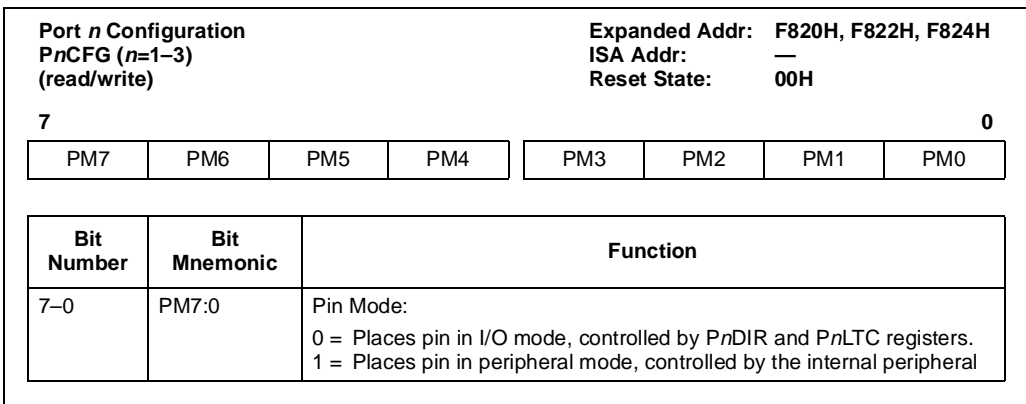 Port n Configuration Expanded Addr: F820H, F822H, F824H
PnCFG (n=1–3) ISA Addr: —
(read/write) Reset State: 00H
7 0
PM7 PM6 PM5 PM4 PM3 PM2 PM1 PM0
Bit Number Bit Mnemonic Function
7–0 PM7:0 Pin Mode:
0 = Places pin in I/O mode, controlled by PnDIR and PnLTC registers.
1 = Places pin in peripheral mode, controlled by the internal peripheral